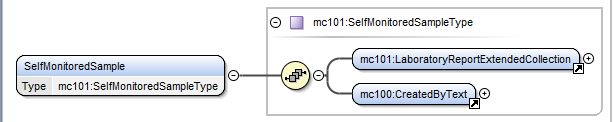 mc101:SelfMonitoredSampleType
SelfMonitoredSample
Type mc101:SelfMonitoredSampleType
mc101:LaboratoryReportExtendedCollection
mc100:CreatedByText